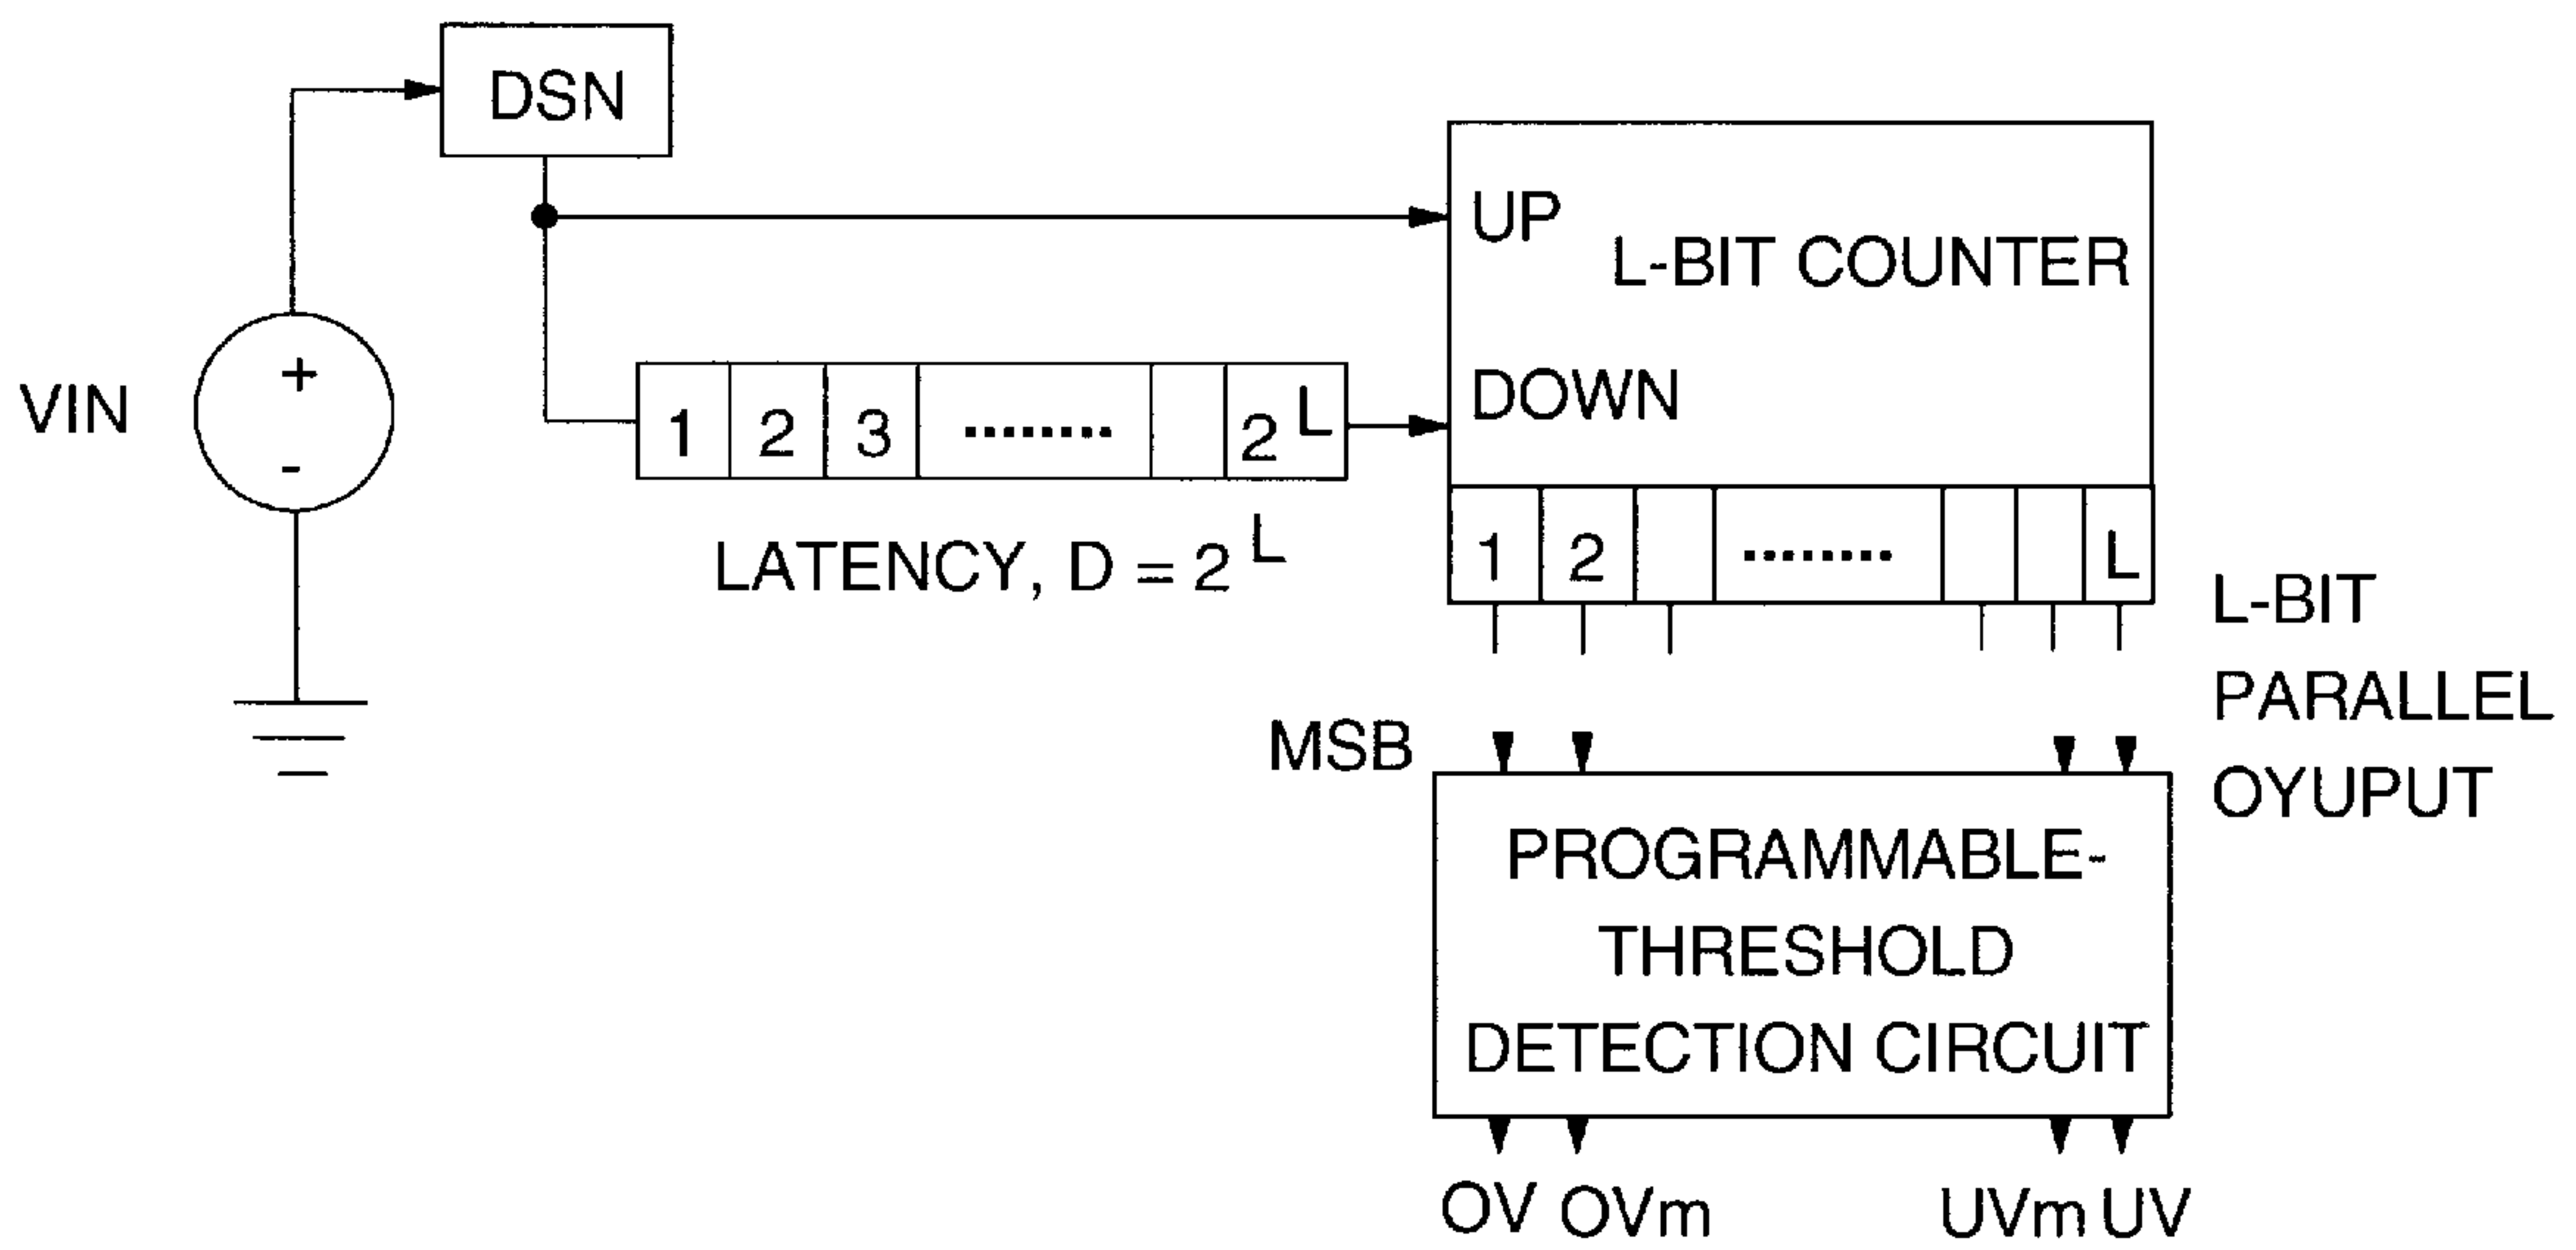 DSN
UP
L-BIT COUNTER
+
VIN
DOWN
1 2 3 ........ 2^L
-
LATENCY, D = 2^L
1 2 ........ L
L-BIT
PARALLEL
OYUPUT
MSB
PROGRAMMABLE-
THRESHOLD
DETECTION CIRCUIT
OV OVm UVm UV